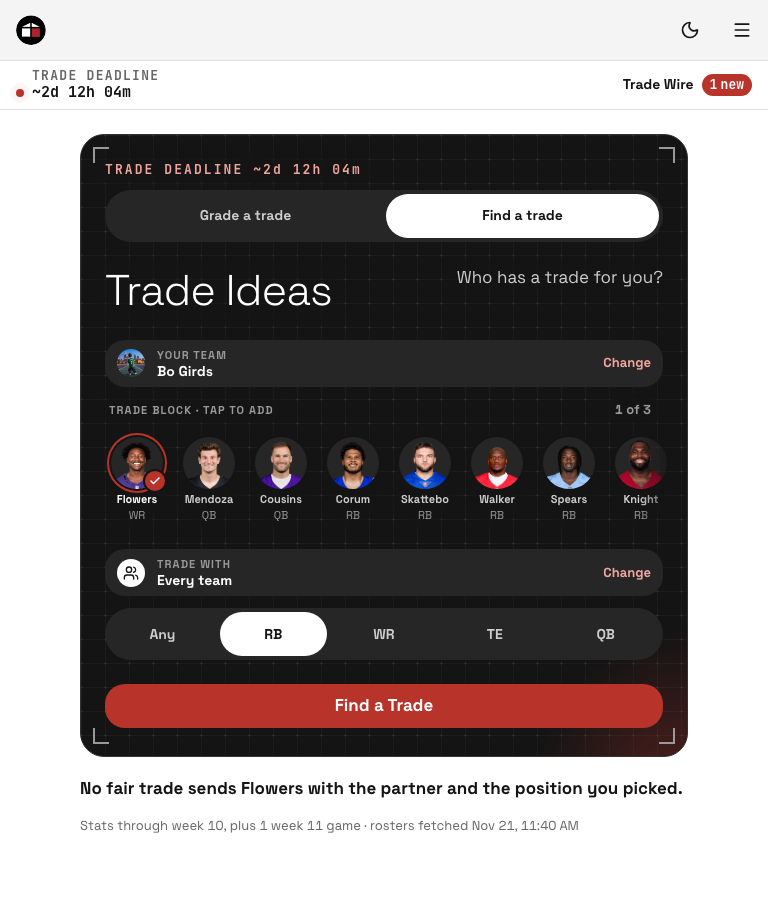 TRADE DEADLINE
~2d 12h 04m
Trade Wire
1 new
TRADE DEADLINE ~2d 12h 04m
Grade a trade
Find a trade
Trade Ideas
Who has a trade for you?
YOUR TEAM
Bo Girds
Change
TRADE BLOCK · TAP TO ADD
1 of 3
Flowers
WR
Mendoza
QB
Cousins
QB
Corum
RB
Skattebo
RB
Walker
RB
Spears
RB
Knight
RB
TRADE WITH
Every team
Change
Any
RB
WR
TE
QB
Find a Trade
No fair trade sends Flowers with the partner and the position you picked.
Stats through week 10, plus 1 week 11 game · rosters fetched Nov 21, 11:40 AM